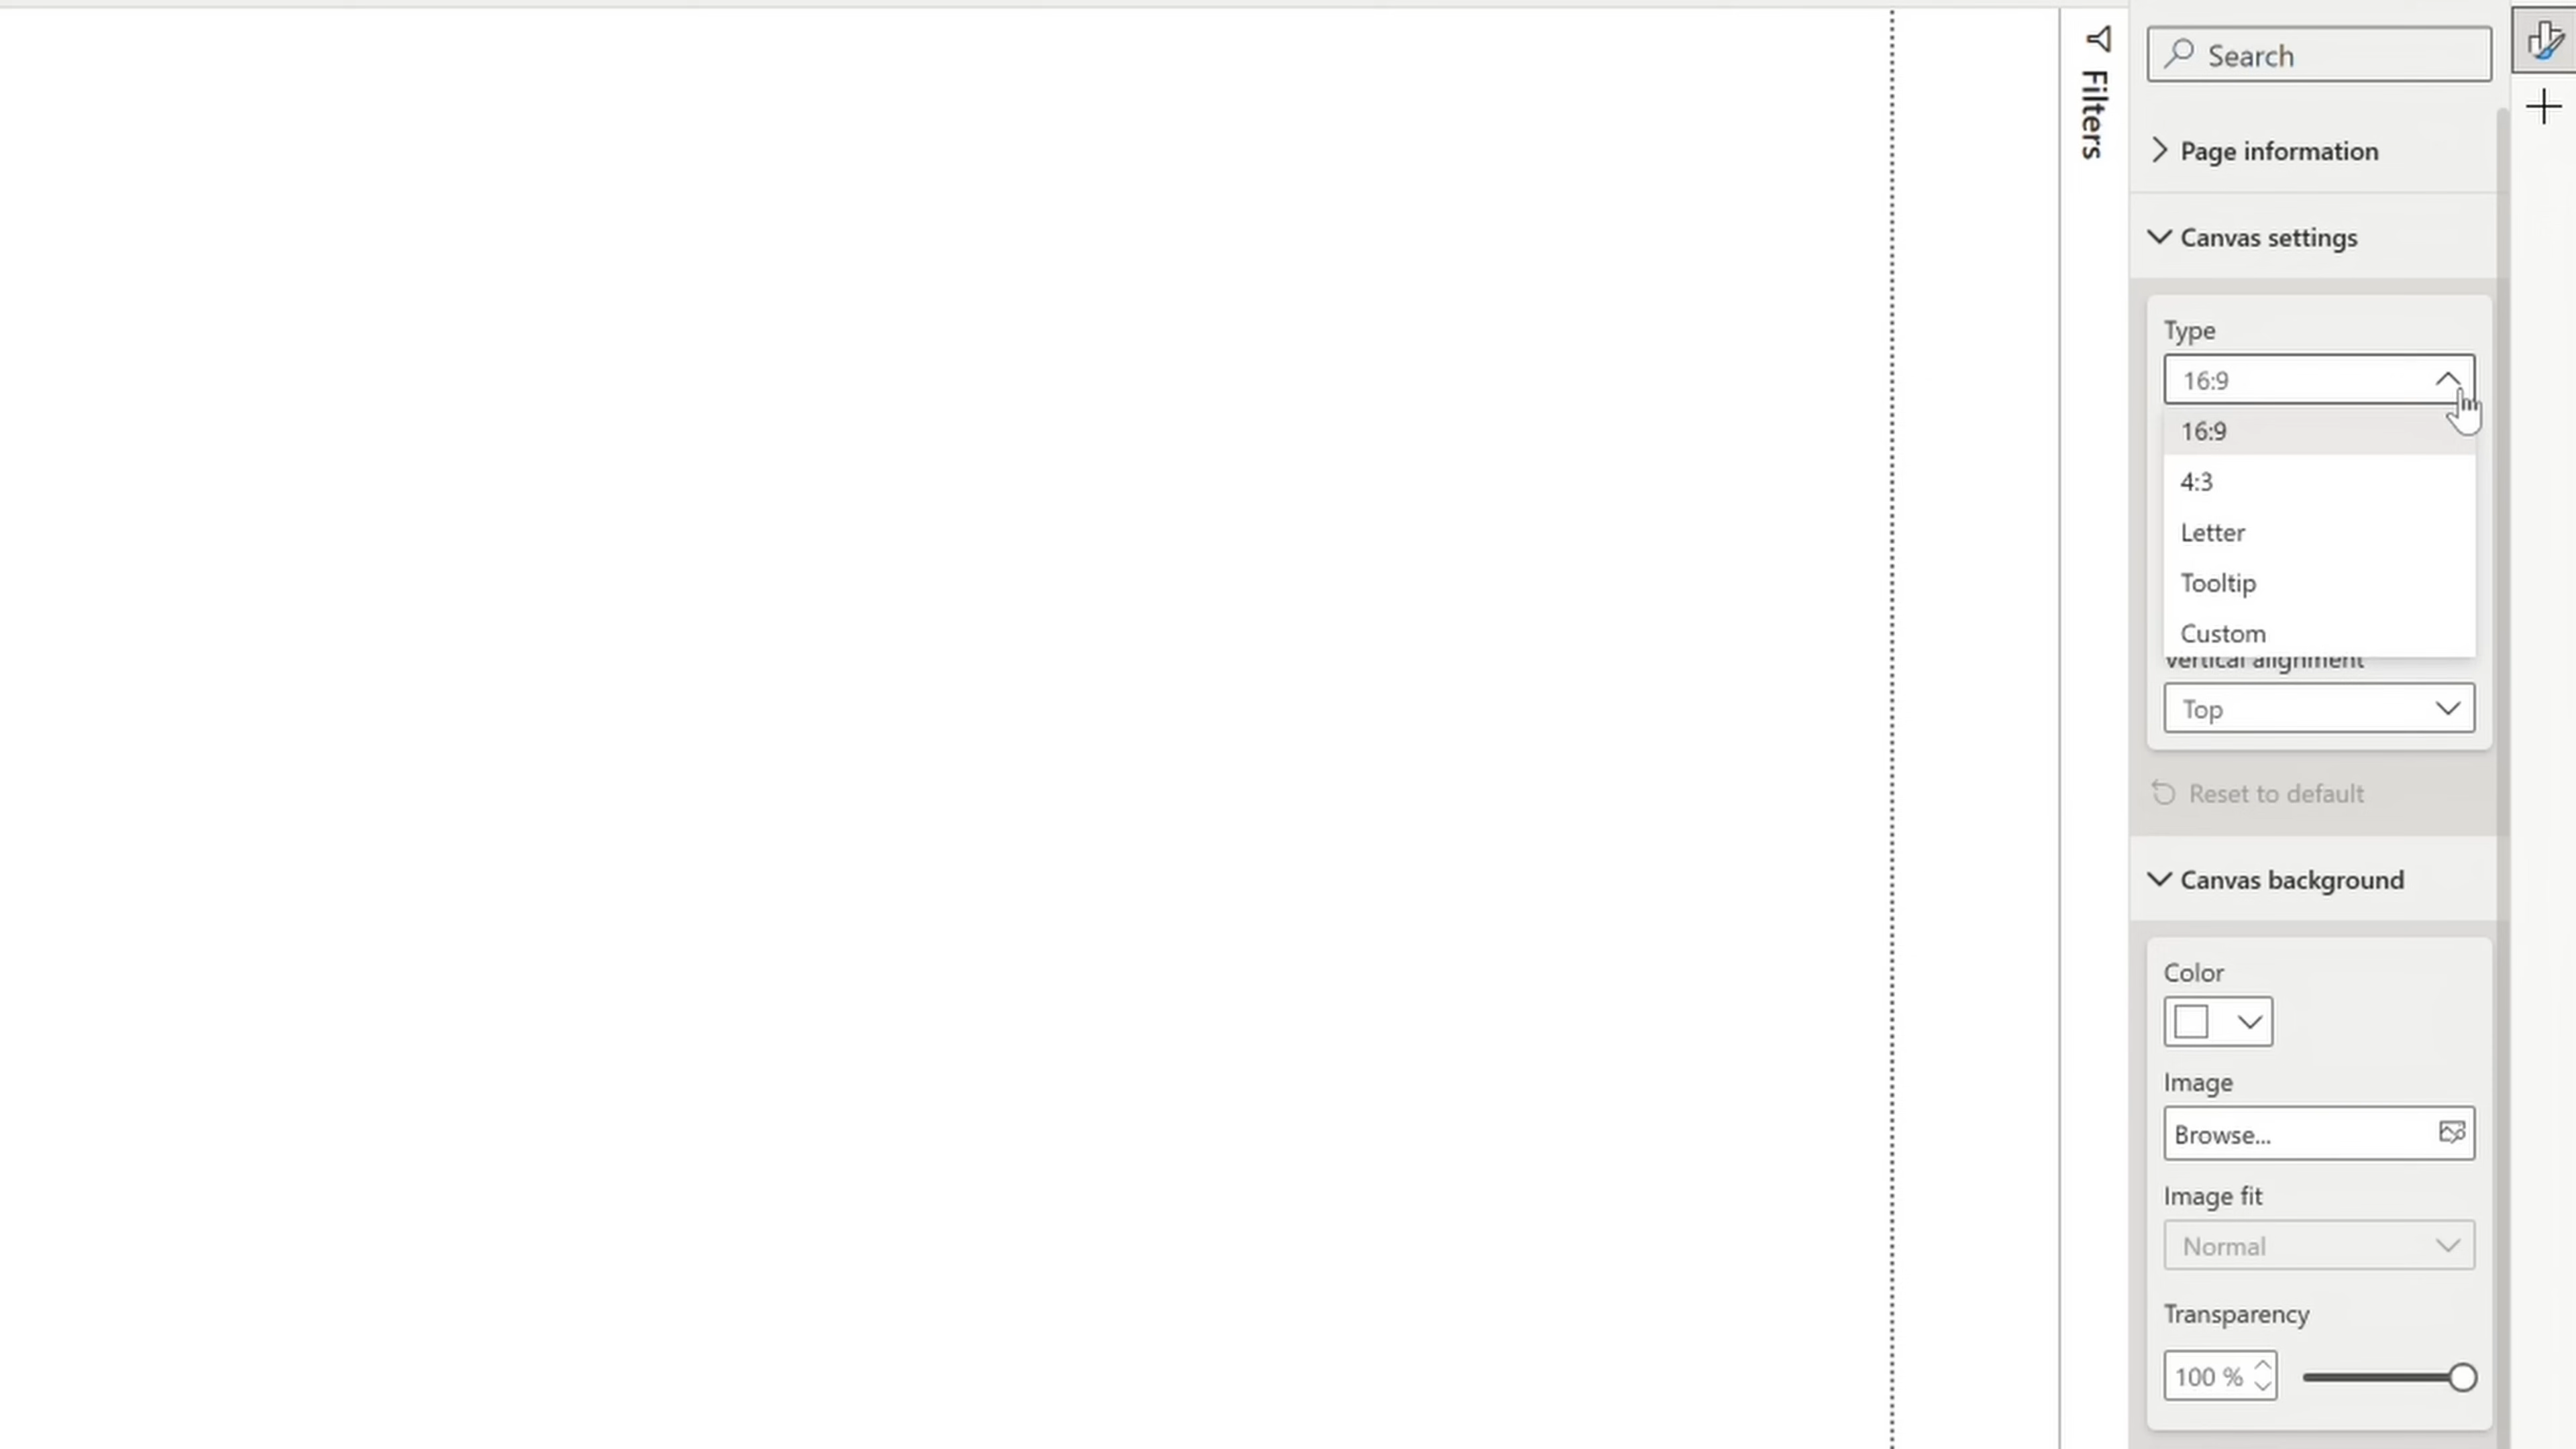 Filters
Search
Page information
Canvas settings
Type
16:9
16:9
4:3
Letter
Tooltip
Custom
Vertical alignment
Top
Reset to default
Canvas background
Color
Image
Browse...
Image fit
Normal
Transparency
100 %